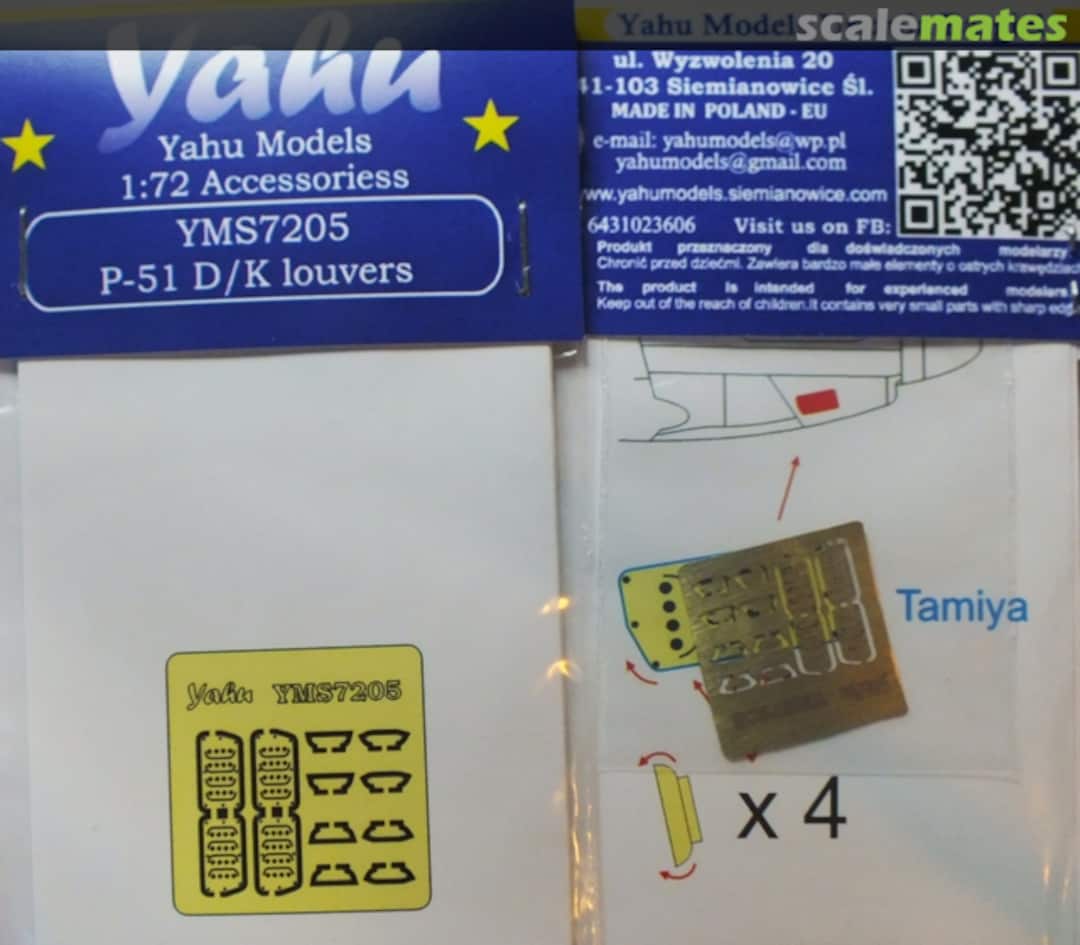 scalemates
yahu
Yahu Models
1:72 Accessoriess
YMS7205
P-51 D/K louvers
Yahu Model
ul. Wyzwolenia 20
41-103 Siemianowice Śl.
MADE IN POLAND - EU
e-mail: yahumodels@wp.pl
yahumodels@gmail.com
www.yahumodels.siemianowice.com
6431023606 Visit us on FB:
Produkt przeznaczony dla doświadczonych modelarzy
Chronić przed dziećmi. Zawiera bardzo małe elementy o ostrych krawędziach
The product is intended for experienced modelers
Keep out of the reach of children.It contains very small parts with sharp edg
Tamiya
x 4
yahu YMS7205